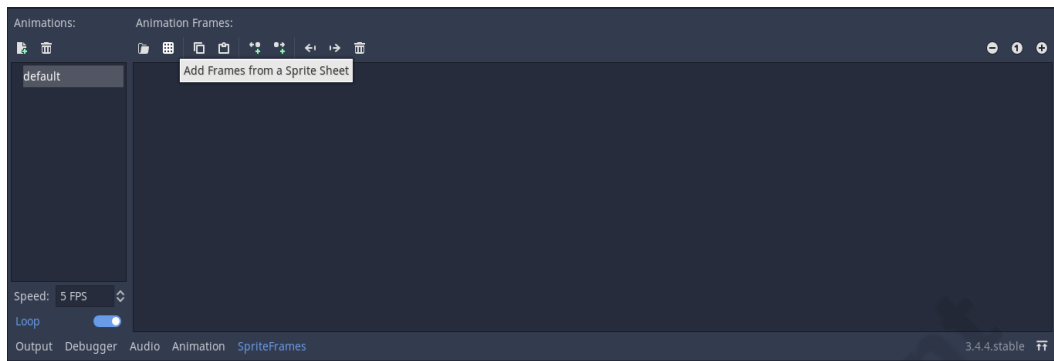 Animations:
Animation Frames:
Add Frames from a Sprite Sheet
default
Speed: 5 FPS
Loop
Output Debugger Audio Animation SpriteFrames 3.4.4.stable